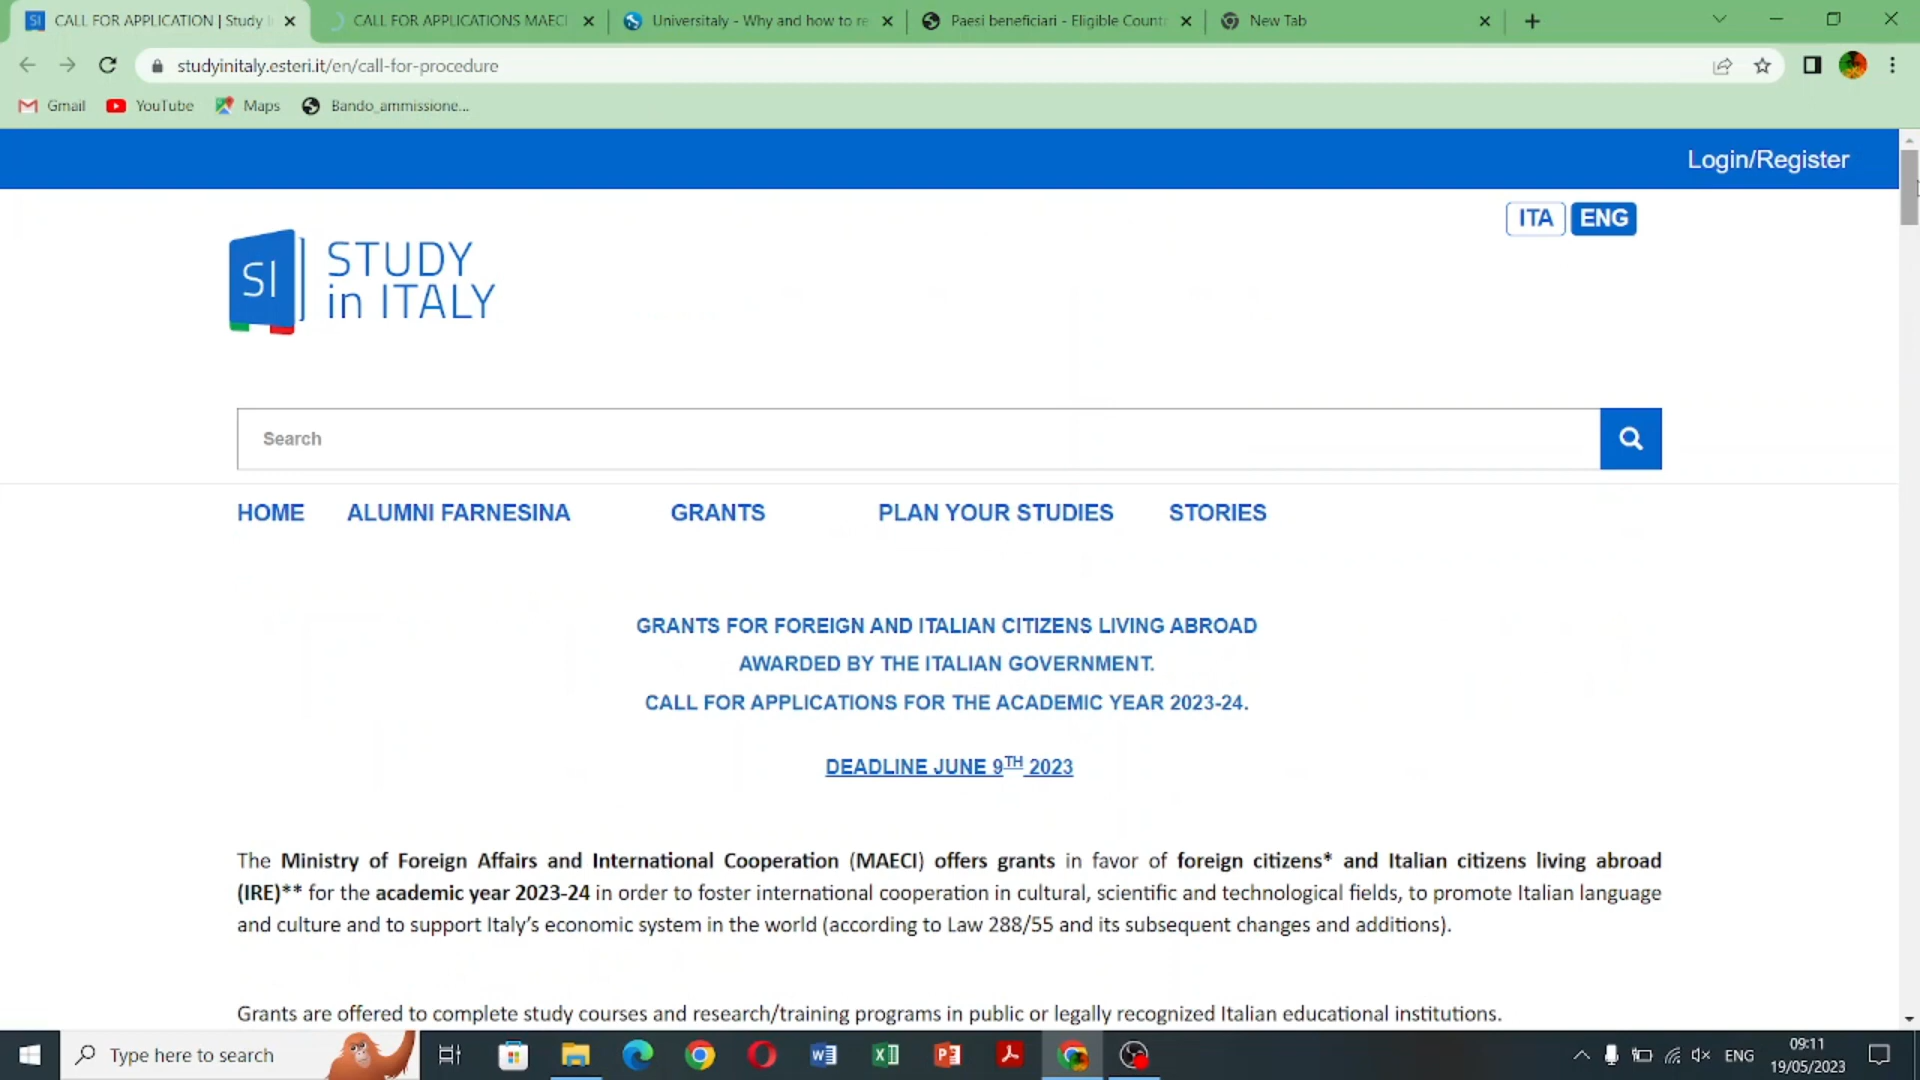 CALL FOR APPLICATION | Study
CALL FOR APPLICATIONS MAECI
Universitaly - Why and how to re
Paesi beneficiari - Eligible Count
New Tab
studyinitaly.esteri.it/en/call-for-procedure
Gmail
YouTube
Maps
Bando_ammissione...
Login/Register
ITA
ENG
SI
STUDY
in ITALY
Search
HOME
ALUMNI FARNESINA
GRANTS
PLAN YOUR STUDIES
STORIES
GRANTS FOR FOREIGN AND ITALIAN CITIZENS LIVING ABROAD
AWARDED BY THE ITALIAN GOVERNMENT.
CALL FOR APPLICATIONS FOR THE ACADEMIC YEAR 2023-24.
DEADLINE JUNE 9TH 2023
The Ministry of Foreign Affairs and International Cooperation (MAECI) offers grants in favor of foreign citizens* and Italian citizens living abroad
(IRE)** for the academic year 2023-24 in order to foster international cooperation in cultural, scientific and technological fields, to promote Italian language
and culture and to support Italy's economic system in the world (according to Law 288/55 and its subsequent changes and additions).
Grants are offered to complete study courses and research/training programs in public or legally recognized Italian educational institutions.
Type here to search
ENG
09:11
19/05/2023